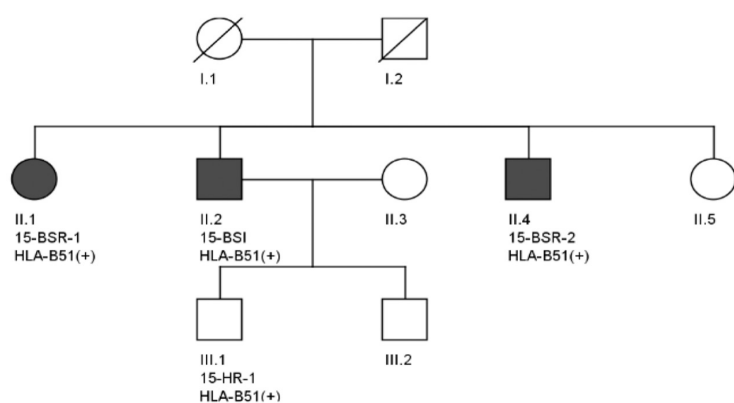 I.1
I.2
II.1
15-BSR-1
HLA-B51(+)
II.2
15-BSI
HLA-B51(+)
II.3
II.4
15-BSR-2
HLA-B51(+)
II.5
III.1
15-HR-1
HLA-B51(+)
III.2